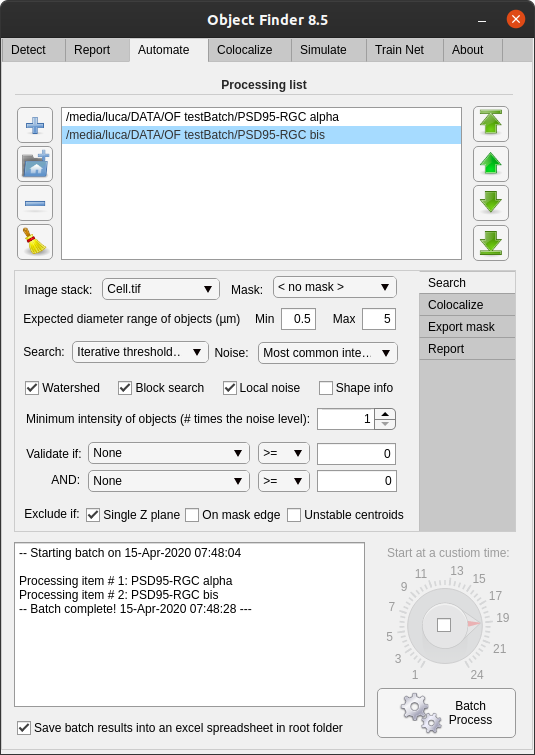 Object Finder 8.5
Detect Report Automate Colocalize Simulate Train Net About
Processing list
/media/luca/DATA/OF testBatch/PSD95-RGC alpha
/media/luca/DATA/OF testBatch/PSD95-RGC bis
Image stack: Cell.tif Mask: < no mask >
Search
Colocalize
Export mask
Report
Expected diameter range of objects (µm) Min 0.5 Max 5
Search: Iterative threshold... Noise: Most common inte...
Watershed Block search Local noise Shape info
Minimum intensity of objects (# times the noise level): 1
Validate if: None >= 0
AND: None >= 0
Exclude if: Single Z plane On mask edge Unstable centroids
-- Starting batch on 15-Apr-2020 07:48:04
Processing item # 1: PSD95-RGC alpha
Processing item # 2: PSD95-RGC bis
-- Batch complete! 15-Apr-2020 07:48:28 ---
Start at a custiom time:
1 3 5 7 9 11 13 15 17 19 21 24
Batch
Process
Save batch results into an excel spreadsheet in root folder